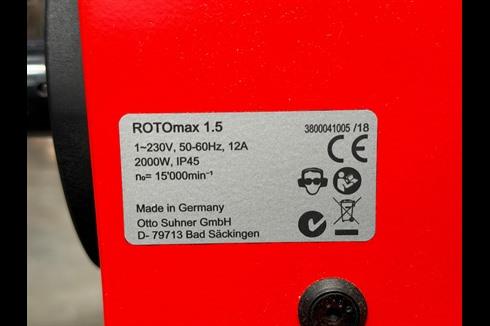 ROTOmax 1.5 3800041005 /18
1~230V, 50-60Hz, 12A
2000W, IP45
n₀= 15'000min⁻¹
Made in Germany
Otto Suhner GmbH
D- 79713 Bad Säckingen